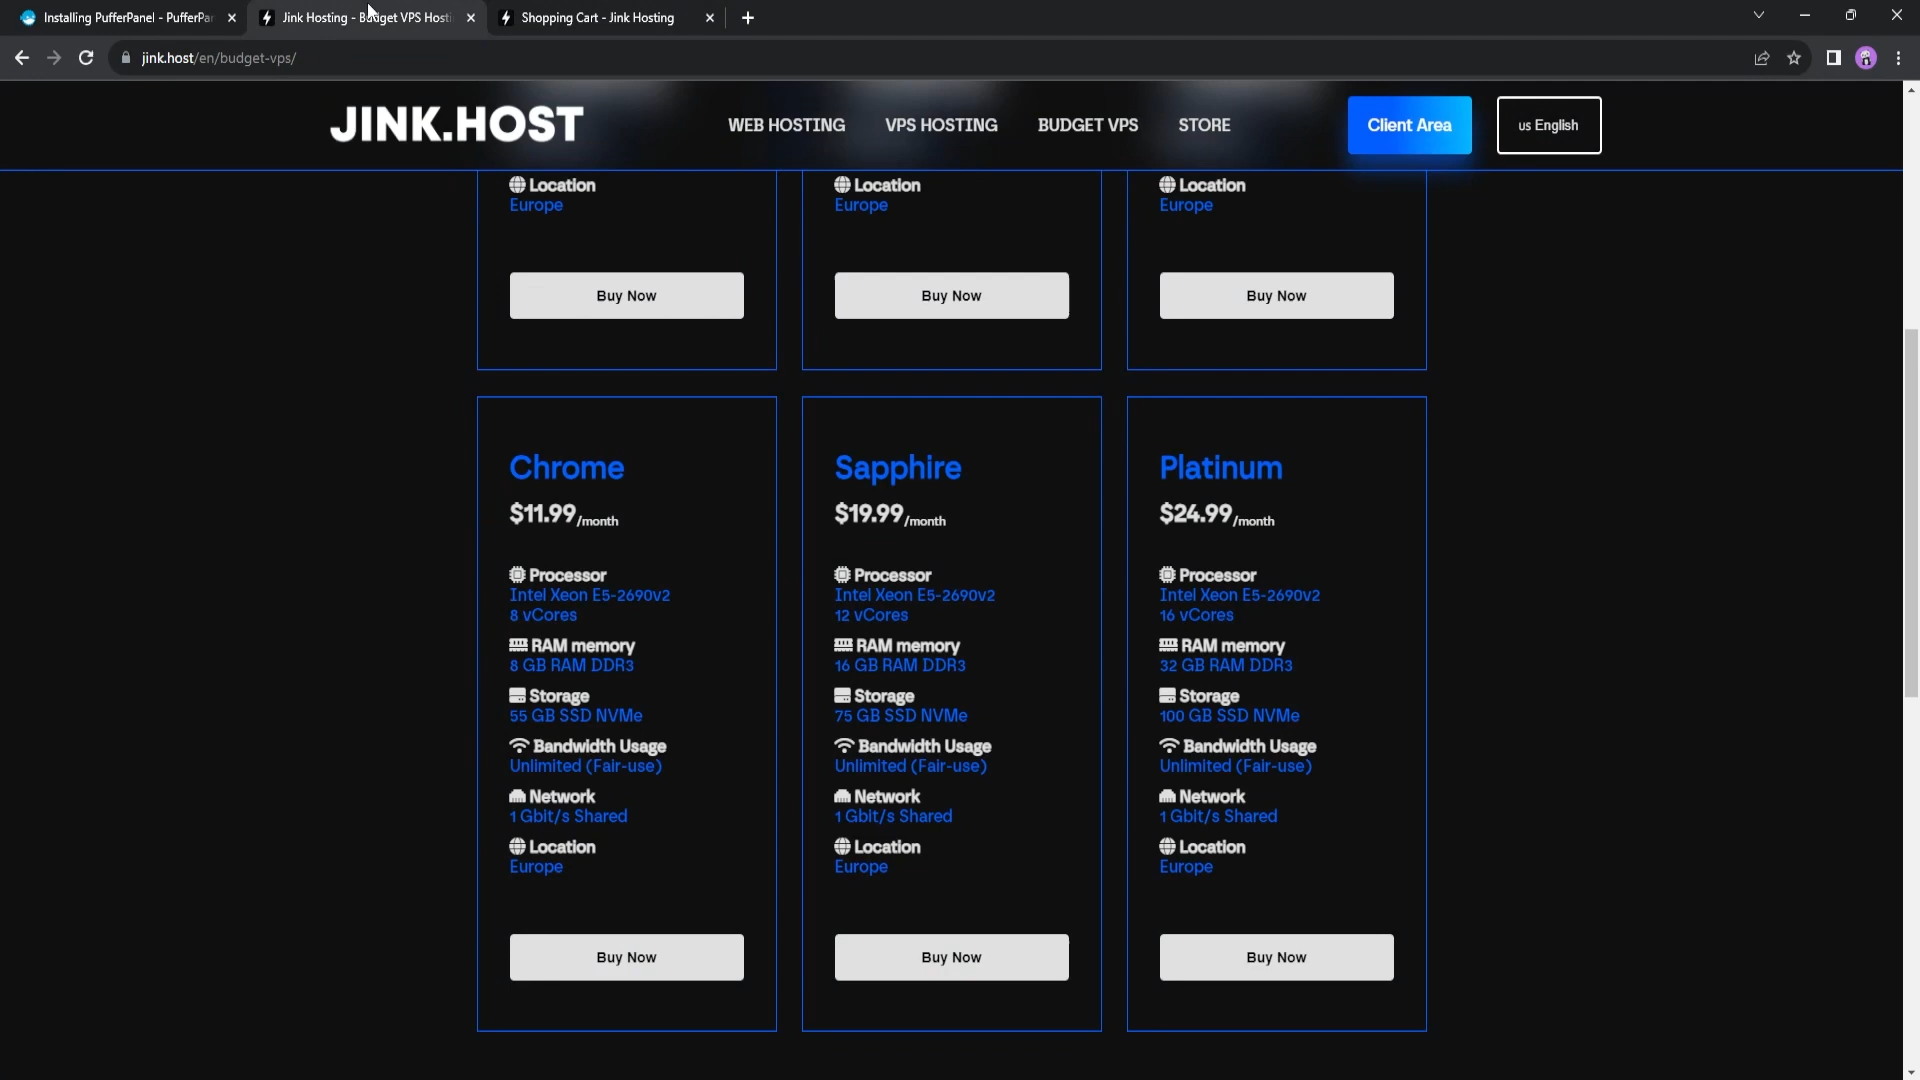 Installing PufferPanel - PufferPa
Jink Hosting - Budget VPS Hosti
Shopping Cart - Jink Hosting
jink.host/en/budget-vps/
JINK.HOST
WEB HOSTING
VPS HOSTING
BUDGET VPS
STORE
Client Area
us English
Location
Europe
Buy Now
Location
Europe
Buy Now
Location
Europe
Buy Now
Chrome
$11.99/month
Processor
Intel Xeon E5-2690v2
8 vCores
RAM memory
8 GB RAM DDR3
Storage
55 GB SSD NVMe
Bandwidth Usage
Unlimited (Fair-use)
Network
1 Gbit/s Shared
Location
Europe
Buy Now
Sapphire
$19.99/month
Processor
Intel Xeon E5-2690v2
12 vCores
RAM memory
16 GB RAM DDR3
Storage
75 GB SSD NVMe
Bandwidth Usage
Unlimited (Fair-use)
Network
1 Gbit/s Shared
Location
Europe
Buy Now
Platinum
$24.99/month
Processor
Intel Xeon E5-2690v2
16 vCores
RAM memory
32 GB RAM DDR3
Storage
100 GB SSD NVMe
Bandwidth Usage
Unlimited (Fair-use)
Network
1 Gbit/s Shared
Location
Europe
Buy Now